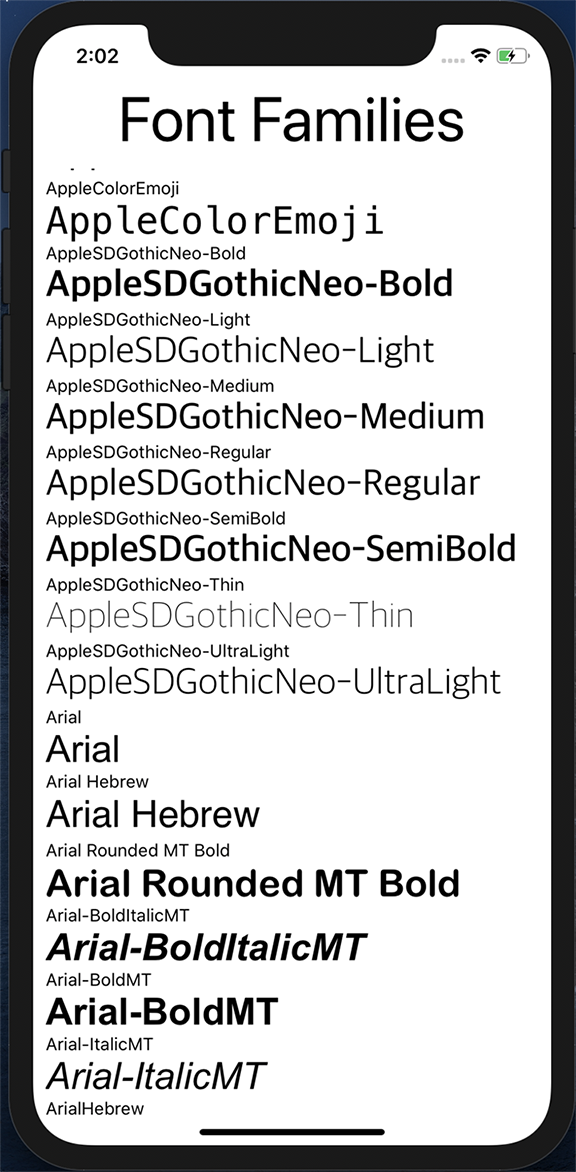 2:02
Font Families
AppleColorEmoji
AppleColorEmoji
AppleSDGothicNeo-Bold
AppleSDGothicNeo-Bold
AppleSDGothicNeo-Light
AppleSDGothicNeo-Light
AppleSDGothicNeo-Medium
AppleSDGothicNeo-Medium
AppleSDGothicNeo-Regular
AppleSDGothicNeo-Regular
AppleSDGothicNeo-SemiBold
AppleSDGothicNeo-SemiBold
AppleSDGothicNeo-Thin
AppleSDGothicNeo-Thin
AppleSDGothicNeo-UltraLight
AppleSDGothicNeo-UltraLight
Arial
Arial
Arial Hebrew
Arial Hebrew
Arial Rounded MT Bold
Arial Rounded MT Bold
Arial-BoldItalicMT
Arial-BoldItalicMT
Arial-BoldMT
Arial-BoldMT
Arial-ItalicMT
Arial-ItalicMT
ArialHebrew